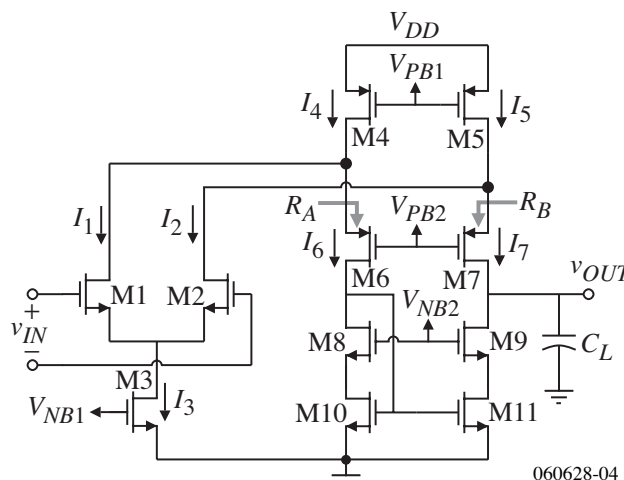 V_DD
V_PB1
I_4
I_5
M4
M5
I_1
I_2
R_A
V_PB2
R_B
I_6
I_7
M6
M7
v_OUT
M1
M2
V_NB2
+
v_IN
−
M8
M9
C_L
M3
V_NB1
I_3
M10
M11
060628-04